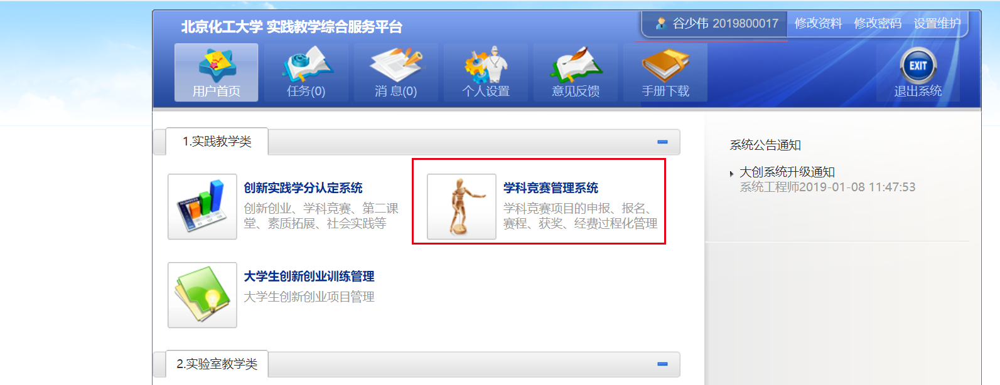 北京化工大学 实践教学综合服务平台
谷少伟 2019800017 修改资料 修改密码 设置维护
用户首页 任务(0) 消 息(0) 个人设置 意见反馈 手册下载
EXIT
退出系统
1.实践教学类
创新实践学分认定系统
创新创业、学科竞赛、第二课
堂、素质拓展、社会实践等
学科竞赛管理系统
学科竞赛项目的申报、报名、
赛程、获奖、经费过程化管理
大学生创新创业训练管理
大学生创新创业项目管理
2.实验室教学类
系统公告通知
大创系统升级通知
系统工程师2019-01-08 11:47:53